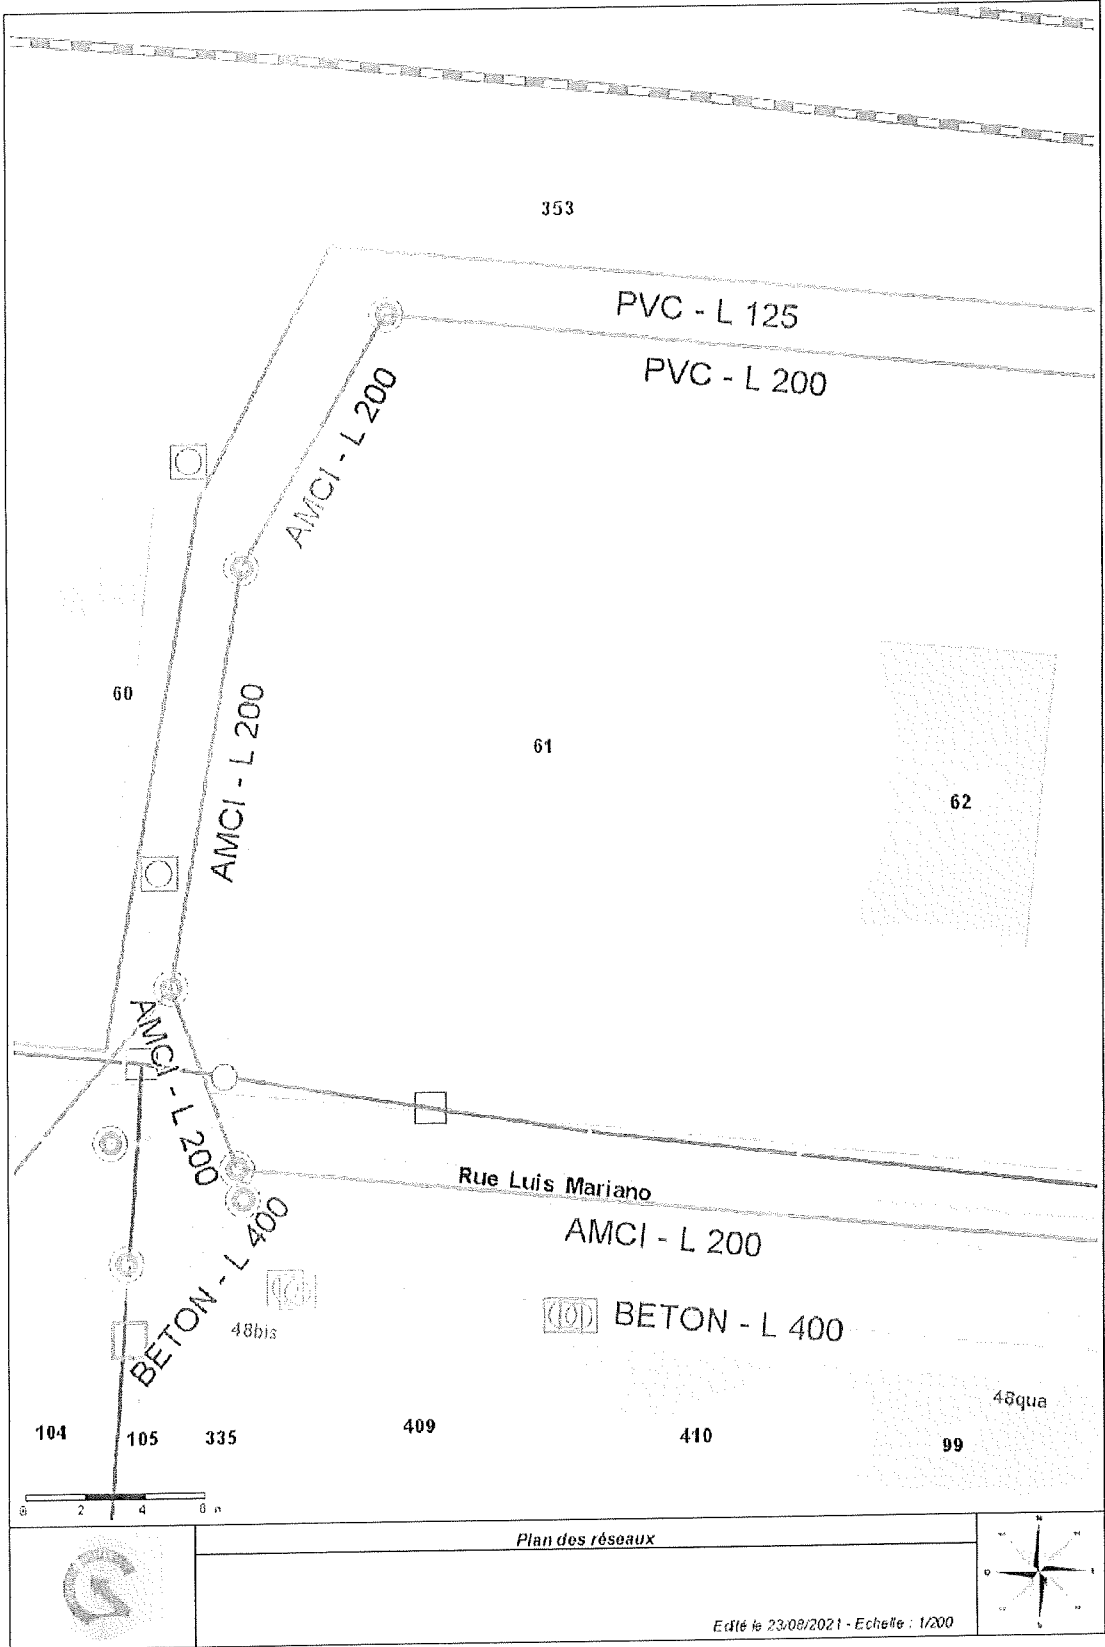 353
PVC - L 125
PVC - L 200
AMCI - L 200
60
AMCI - L 200
61
62
AMCI - L 200
Rue Luis Mariano
AMCI - L 200
BETON - L 400
BETON - L 400
48bis
48qua
104
105
335
409
410
99
0 2 4 6 m
Plan des réseaux
N
O
E
S
Edité le 23/08/2021 - Echelle : 1/200